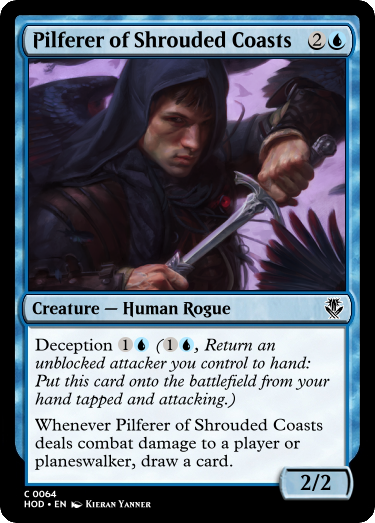 Pilferer of Shrouded Coasts 2
Creature — Human Rogue
Deception 1 (1, Return an
unblocked attacker you control to hand:
Put this card onto the battlefield from your
hand tapped and attacking.)
Whenever Pilferer of Shrouded Coasts
deals combat damage to a player or
planeswalker, draw a card.
2/2
C 0064
HOD • EN Kieran Yanner